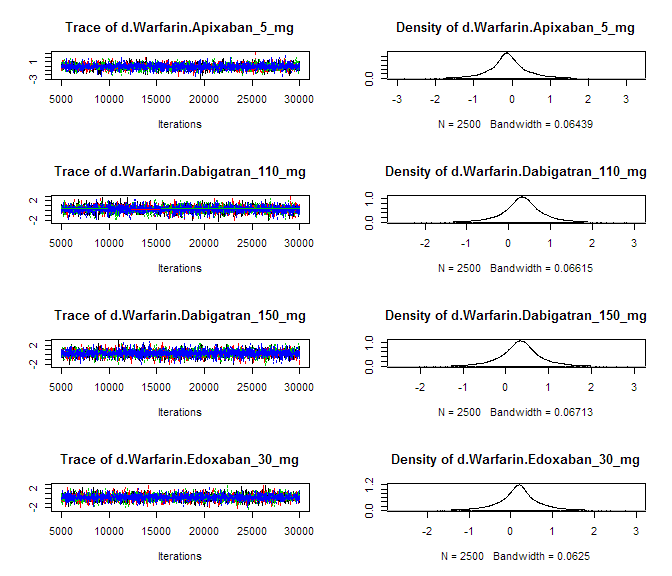 Trace of d.Warfarin.Apixaban_5_mg
1
-3
5000 10000 15000 20000 25000 30000
Iterations
Density of d.Warfarin.Apixaban_5_mg
0.0
-3 -2 -1 0 1 2 3
N = 2500 Bandwidth = 0.06439
Trace of d.Warfarin.Dabigatran_110_mg
2
-2
5000 10000 15000 20000 25000 30000
Iterations
Density of d.Warfarin.Dabigatran_110_mg
1.0
0.0
-2 -1 0 1 2 3
N = 2500 Bandwidth = 0.06615
Trace of d.Warfarin.Dabigatran_150_mg
2
-2
5000 10000 15000 20000 25000 30000
Iterations
Density of d.Warfarin.Dabigatran_150_mg
1.0
0.0
-2 -1 0 1 2 3
N = 2500 Bandwidth = 0.06713
Trace of d.Warfarin.Edoxaban_30_mg
2
-2
5000 10000 15000 20000 25000 30000
Iterations
Density of d.Warfarin.Edoxaban_30_mg
1.2
0.0
-2 -1 0 1 2 3
N = 2500 Bandwidth = 0.0625